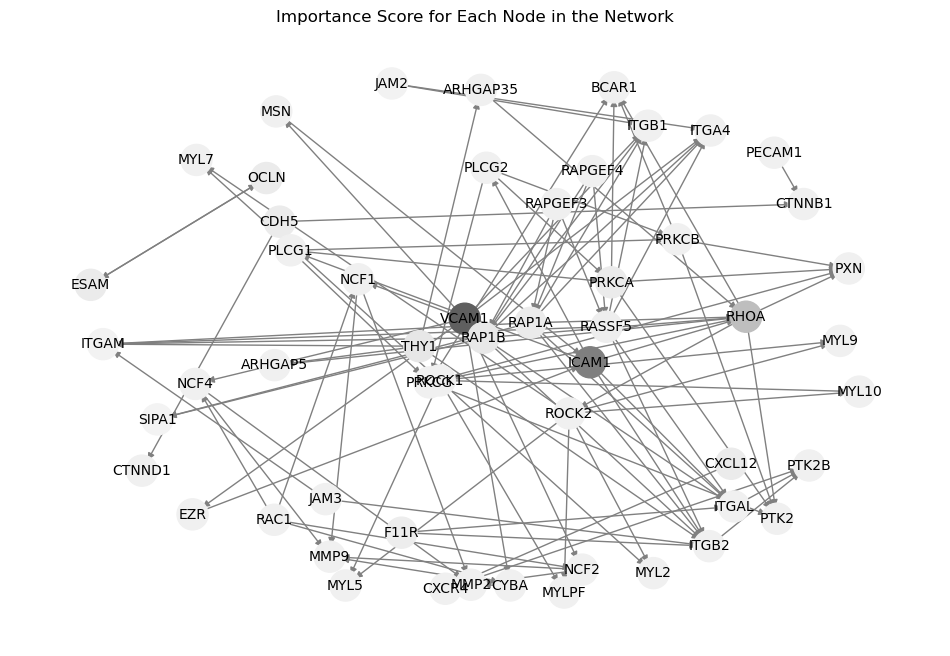 Importance Score for Each Node in the Network
JAM2
ARHGAP35
BCAR1
MSN
ITGB1
ITGA4
MYL7
PECAM1
PLCG2
RAPGEF4
OCLN
RAPGEF3
CTNNB1
CDH5
PRKCB
PLCG1
PXN
NCF1
PRKCA
ESAM
VCAM1
RAP1A
RHOA
RASSF5
RAP1B
ITGAM
THY1
MYL9
ARHGAP5
ICAM1
NCF4
PRKCG
ROCK1
MYL10
SIPA1
ROCK2
CTNND1
CXCL12
PTK2B
JAM3
ITGAL
EZR
RAC1
PTK2
F11R
ITGB2
MMP9
NCF2
MYL2
MYL5
CXCR4
MMP2
CYBA
MYLPF